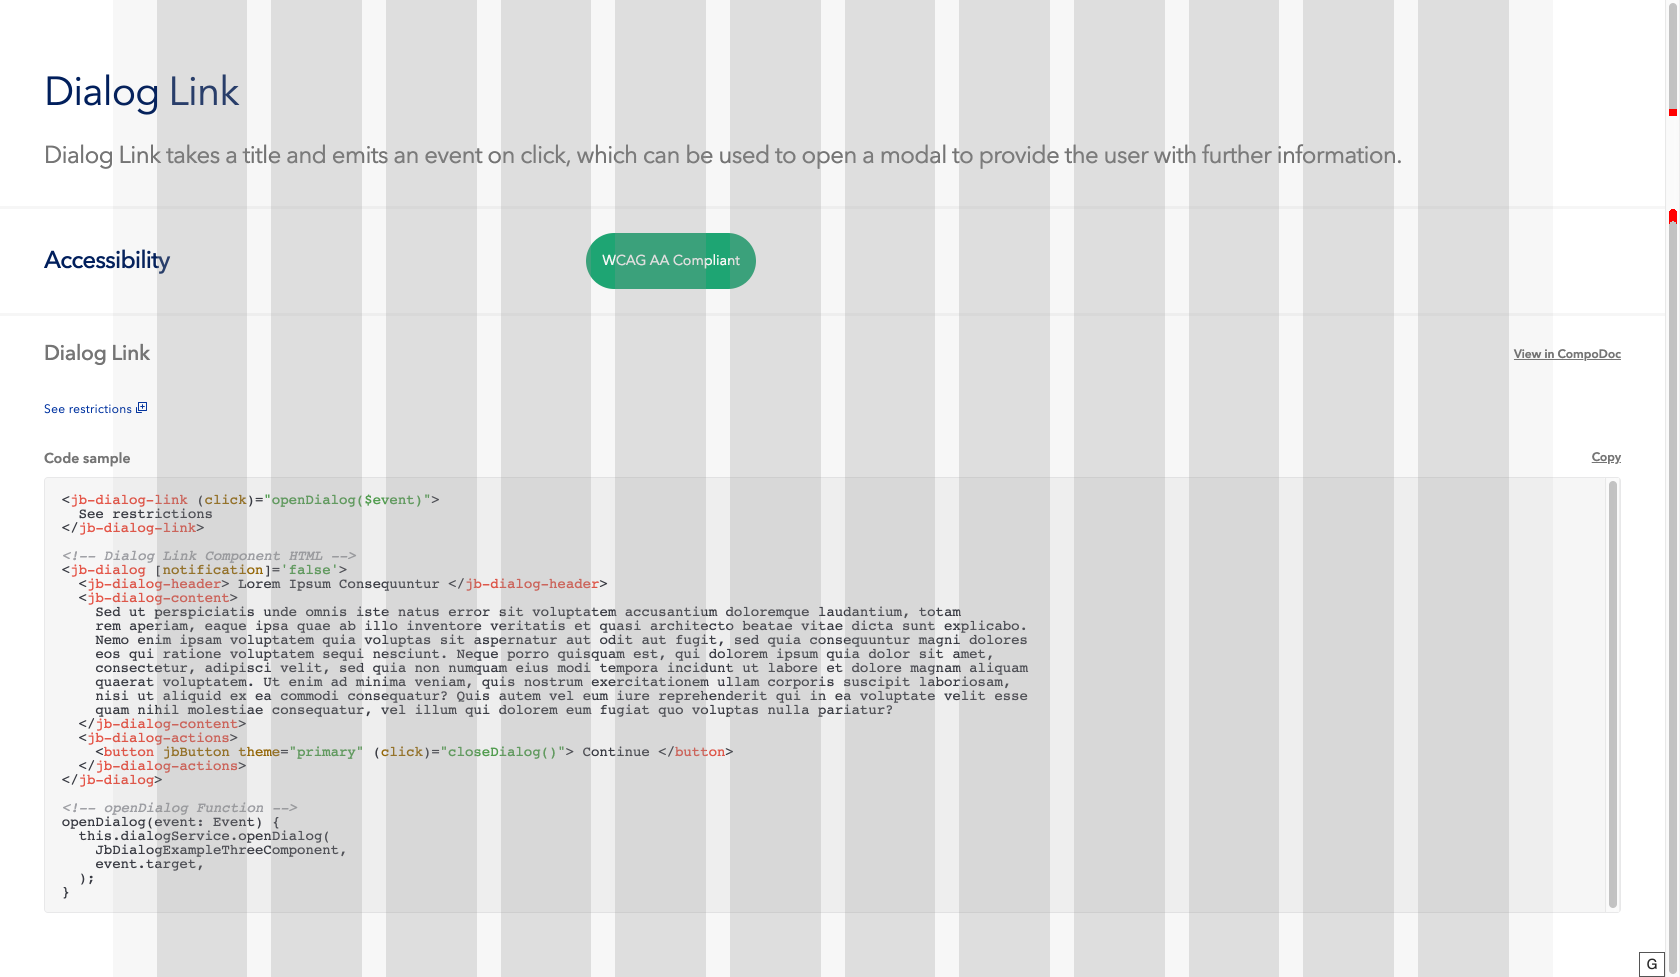 Dialog Link
Dialog Link takes a title and emits an event on click, which can be used to open a modal to provide the user with further information.
Accessibility
WCAG AA Compliant
Dialog Link
View in CompoDoc
See restrictions
Code sample
Copy
<jb-dialog-link (click)="openDialog($event)">
  See restrictions
</jb-dialog-link>
<!-- Dialog Link Component HTML -->
<jb-dialog [notification]='false'>
  <jb-dialog-header> Lorem Ipsum Consequuntur </jb-dialog-header>
  <jb-dialog-content>
    Sed ut perspiciatis unde omnis iste natus error sit voluptatem accusantium doloremque laudantium, totam
    rem aperiam, eaque ipsa quae ab illo inventore veritatis et quasi architecto beatae vitae dicta sunt explicabo.
    Nemo enim ipsam voluptatem quia voluptas sit aspernatur aut odit aut fugit, sed quia consequuntur magni dolores
    eos qui ratione voluptatem sequi nesciunt. Neque porro quisquam est, qui dolorem ipsum quia dolor sit amet,
    consectetur, adipisci velit, sed quia non numquam eius modi tempora incidunt ut labore et dolore magnam aliquam
    quaerat voluptatem. Ut enim ad minima veniam, quis nostrum exercitationem ullam corporis suscipit laboriosam,
    nisi ut aliquid ex ea commodi consequatur? Quis autem vel eum iure reprehenderit qui in ea voluptate velit esse
    quam nihil molestiae consequatur, vel illum qui dolorem eum fugiat quo voluptas nulla pariatur?
  </jb-dialog-content>
  <jb-dialog-actions>
    <button jbButton theme="primary" (click)="closeDialog()"> Continue </button>
  </jb-dialog-actions>
</jb-dialog>
<!-- openDialog Function -->
openDialog(event: Event) {
  this.dialogService.openDialog(
    JbDialogExampleThreeComponent,
    event.target,
  );
}
G